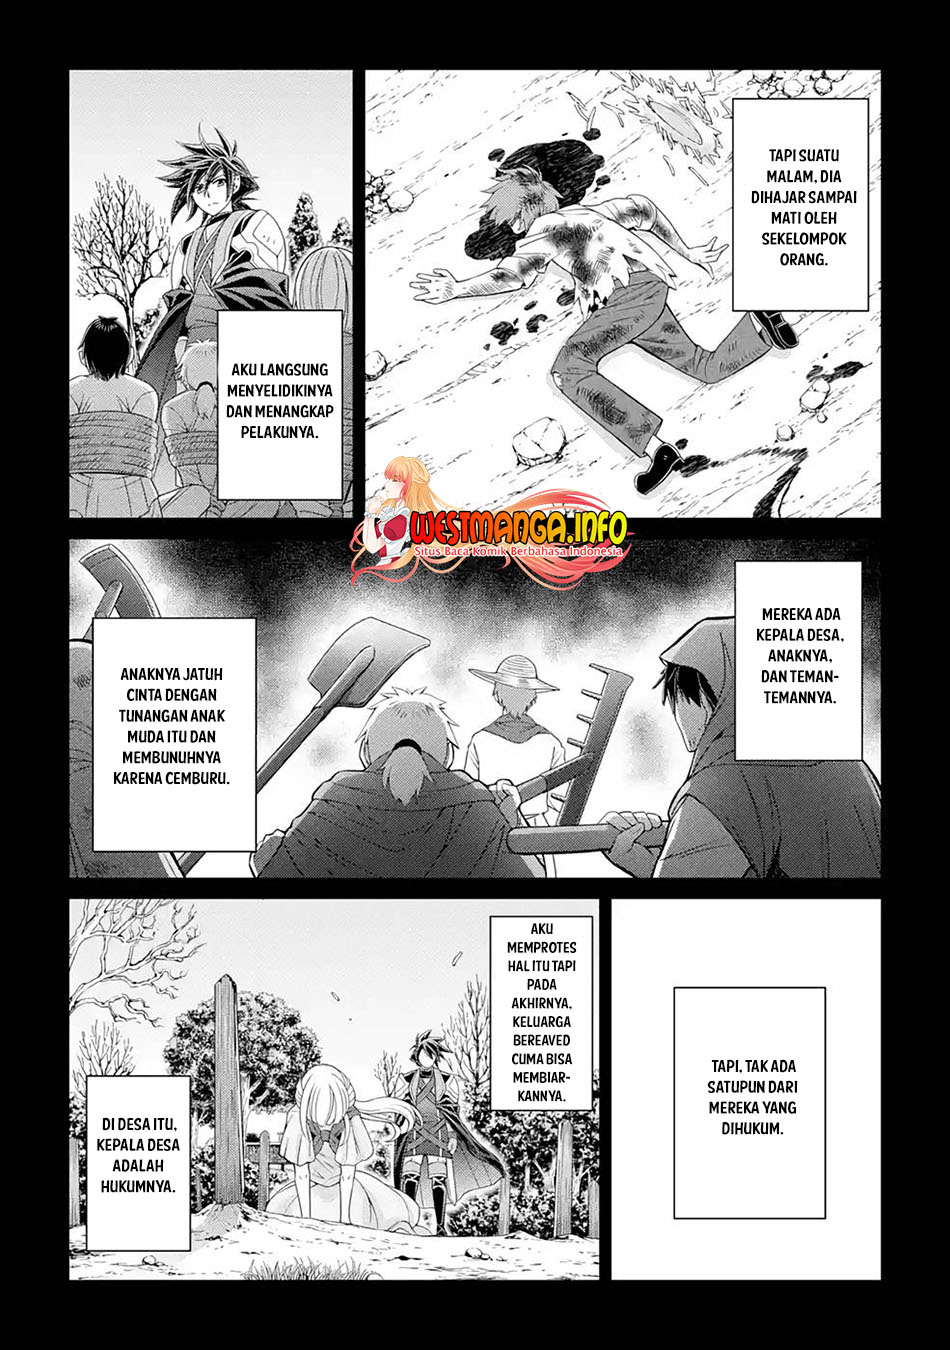 TAPI SUATU
MALAM, DIA
DIHAJAR SAMPAI
MATI OLEH
SEKELOMPOK
ORANG.
AKU LANGSUNG
MENYELIDIKINYA
DAN MENANGKAP
PELAKUNYA.
WESTMANGA.INFO
Situs Baca Komik Berbahasa Indonesia
MEREKA ADA
KEPALA DESA,
ANAKNYA,
DAN TEMAN-
TEMANNYA.
ANAKNYA JATUH
CINTA DENGAN
TUNANGAN ANAK
MUDA ITU DAN
MEMBUNUHNYA
KARENA CEMBURU.
TAPI, TAK ADA
SATUPUN DARI
MEREKA YANG
DIHUKUM.
AKU
MEMPROTES
HAL ITU TAPI
PADA
AKHIRNYA,
KELUARGA
BEREAVED
CUMA BISA
MEMBIAR-
KANNYA.
DI DESA ITU,
KEPALA DESA
ADALAH
HUKUMNYA.